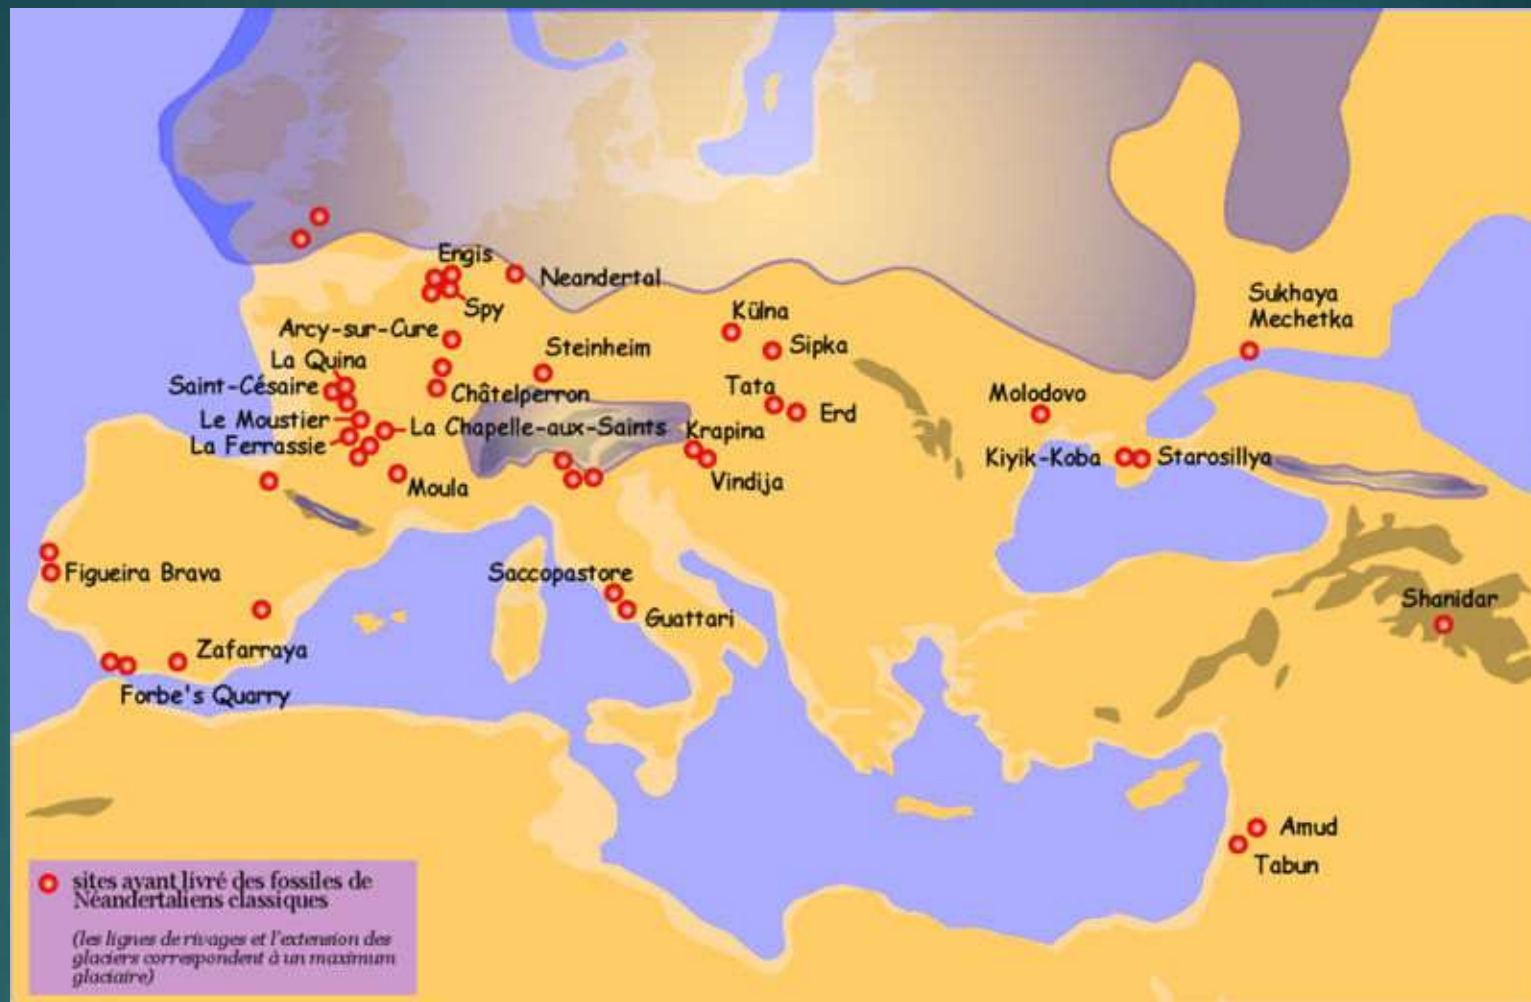 Engis
Neandertal
Spy
Arcy-sur-Cure
La Quina
Saint-Césaire
Châtelperron
Steinheim
Le Moustier
La Chapelle-aux-Saints
La Ferrassie
Moula
Külna
Sipka
Tata
Erd
Krapina
Vindija
Sukhaya
Mechetka
Molodovo
Kiyik-Koba
Starosillya
Figueira Brava
Saccopastore
Guattari
Zafarraya
Forbe's Quarry
Shanidar
Amud
Tabun
sites ayant livré des fossiles de
Néandertaliens classiques
(les lignes de rivages et l'extension des
glaciers correspondent à un maximum
glaciaire)